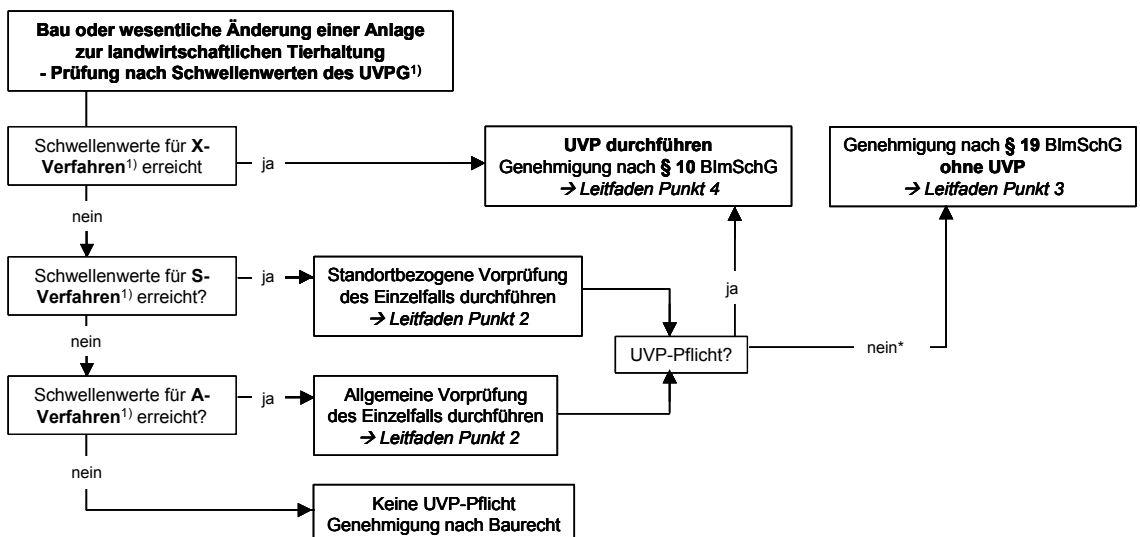 Bau oder wesentliche Änderung einer Anlage
zur landwirtschaftlichen Tierhaltung
- Prüfung nach Schwellenwerten des UVPG1)
Schwellenwerte für X-
Verfahren1) erreicht
ja
UVP durchführen
Genehmigung nach § 10 BImSchG
→ Leitfaden Punkt 4
Genehmigung nach § 19 BImSchG
ohne UVP
→ Leitfaden Punkt 3
nein
Schwellenwerte für S-
Verfahren1) erreicht?
ja
Standortbezogene Vorprüfung
des Einzelfalls durchführen
→ Leitfaden Punkt 2
ja
nein
UVP-Pflicht?
nein*
Schwellenwerte für A-
Verfahren1) erreicht?
ja
Allgemeine Vorprüfung
des Einzelfalls durchführen
→ Leitfaden Punkt 2
nein
Keine UVP-Pflicht
Genehmigung nach Baurecht